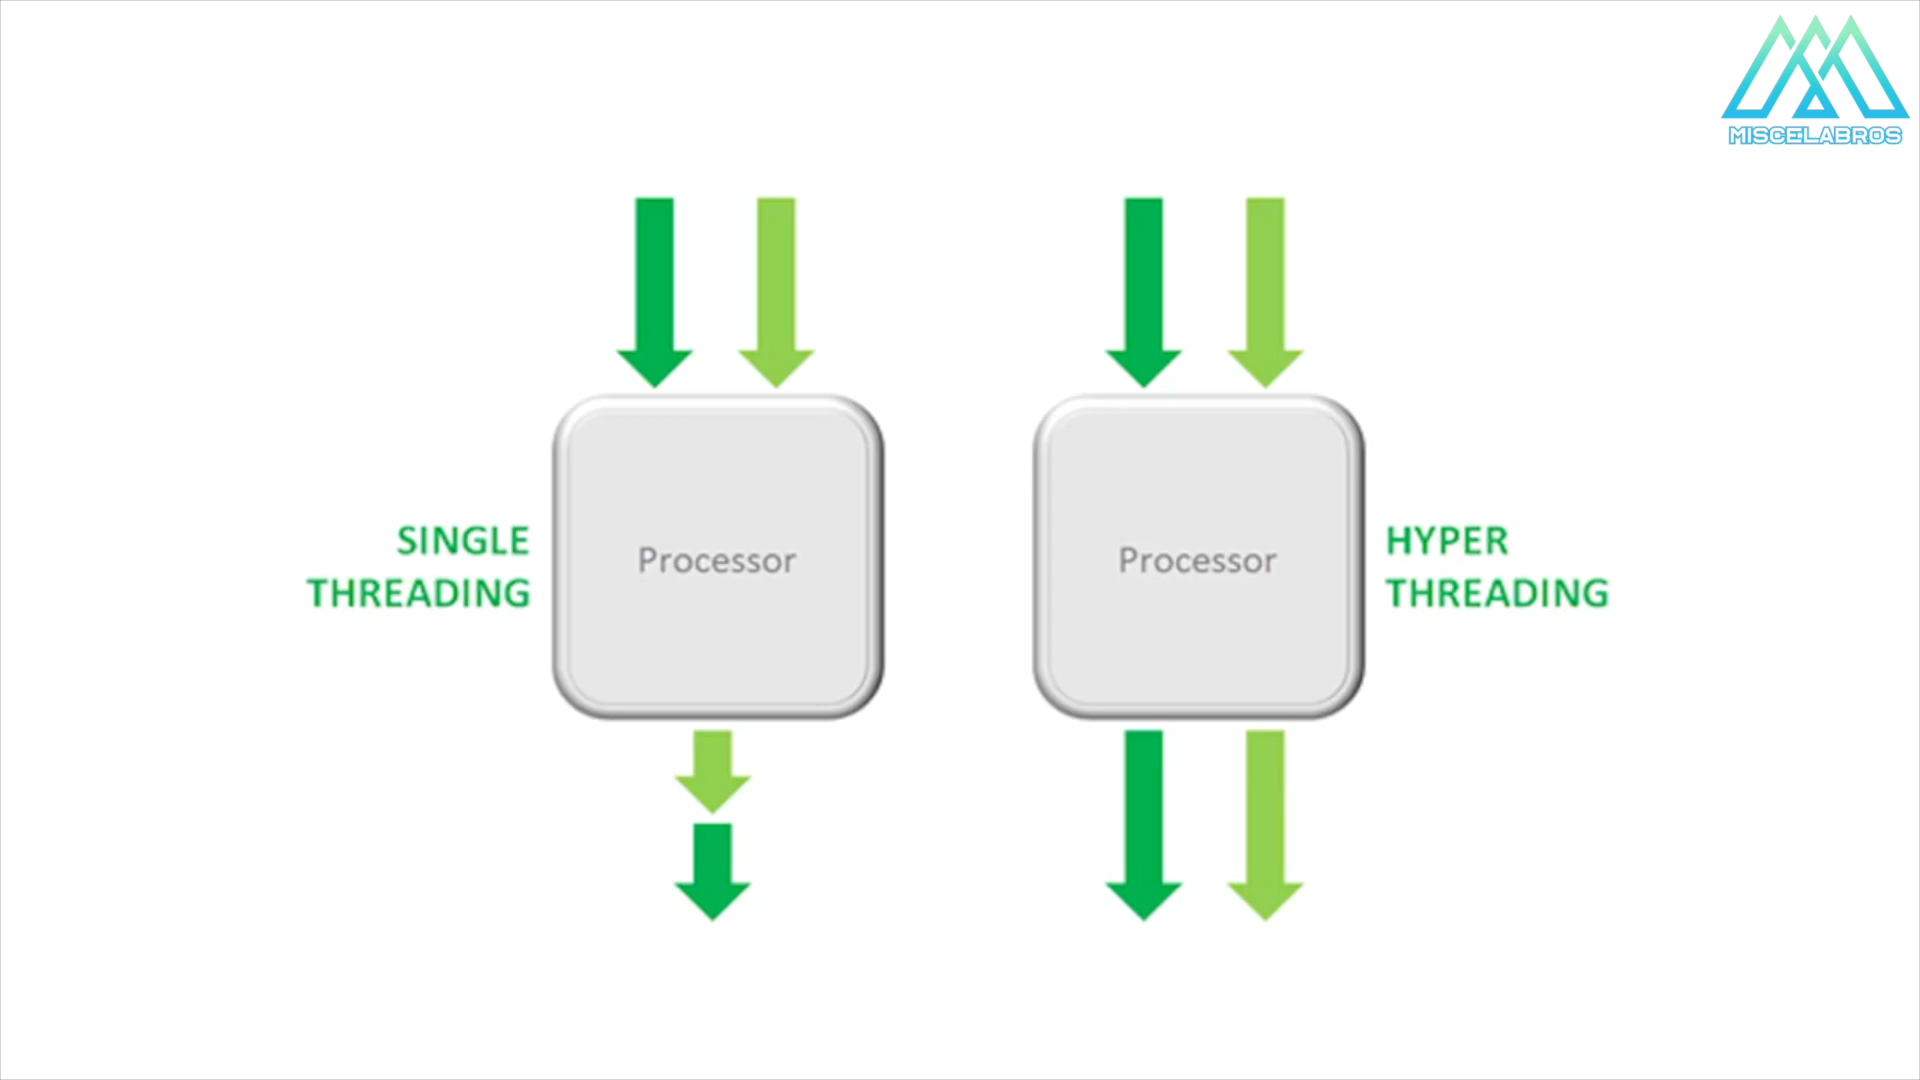 MISCELABROS
SINGLE
THREADING
Processor
Processor
HYPER
THREADING